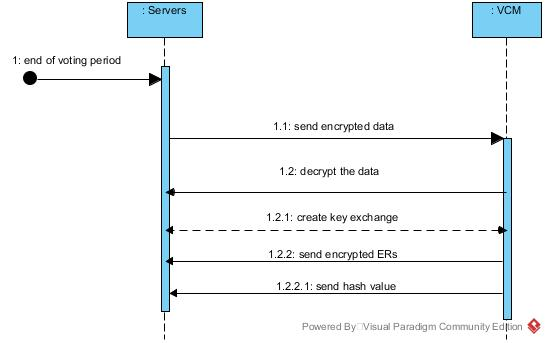 : Servers
: VCM
1: end of voting period
1.1: send encrypted data
1.2: decrypt the data
1.2.1: create key exchange
1.2.2: send encrypted ERs
1.2.2.1: send hash value
Powered By Visual Paradigm Community Edition